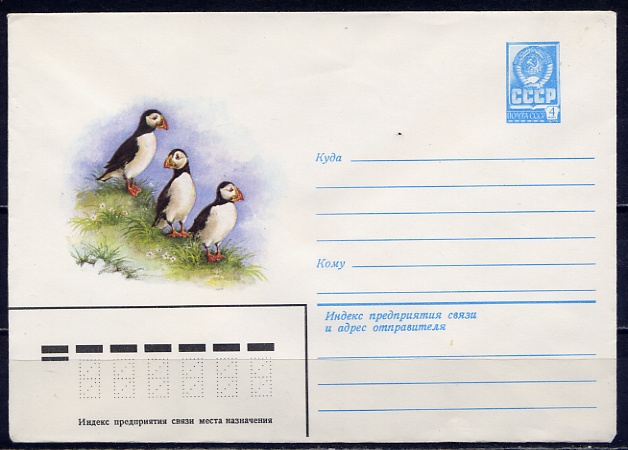 СССР
ПОЧТА СССР 4
Куда
Кому
Индекс предприятия связи
и адрес отправителя
Индекс предприятия связи места назначения